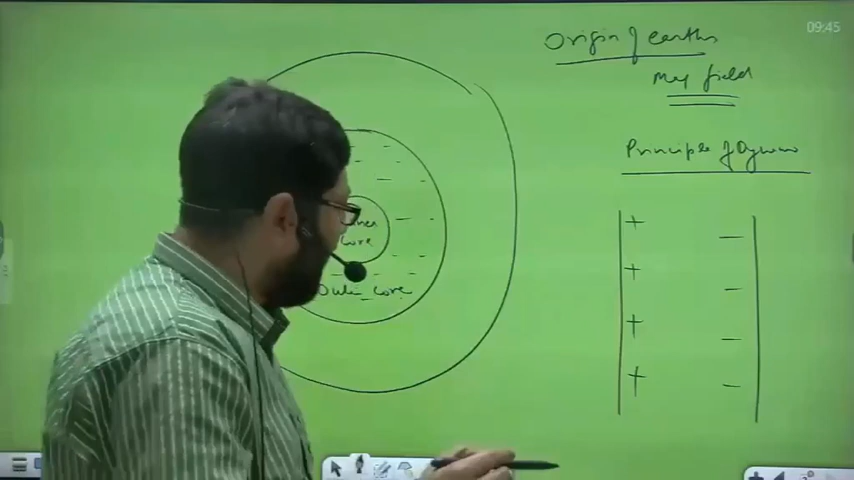 Origin of earth's
Mag field
09:45
Principle of Dynamo
Inner
Core
Outer core
+ −
+ −
+ −
+ −